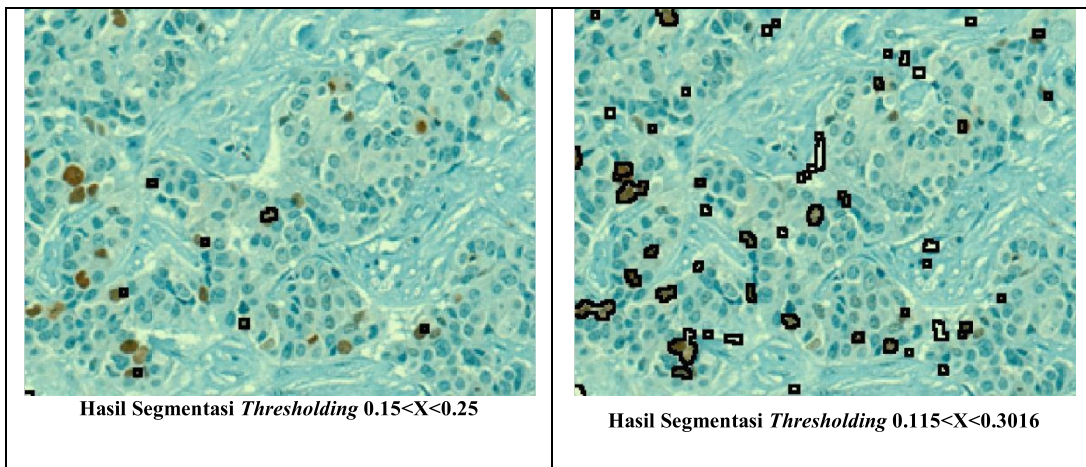 Hasil Segmentasi Thresholding 0.15<X<0.25
Hasil Segmentasi Thresholding 0.115<X<0.3016